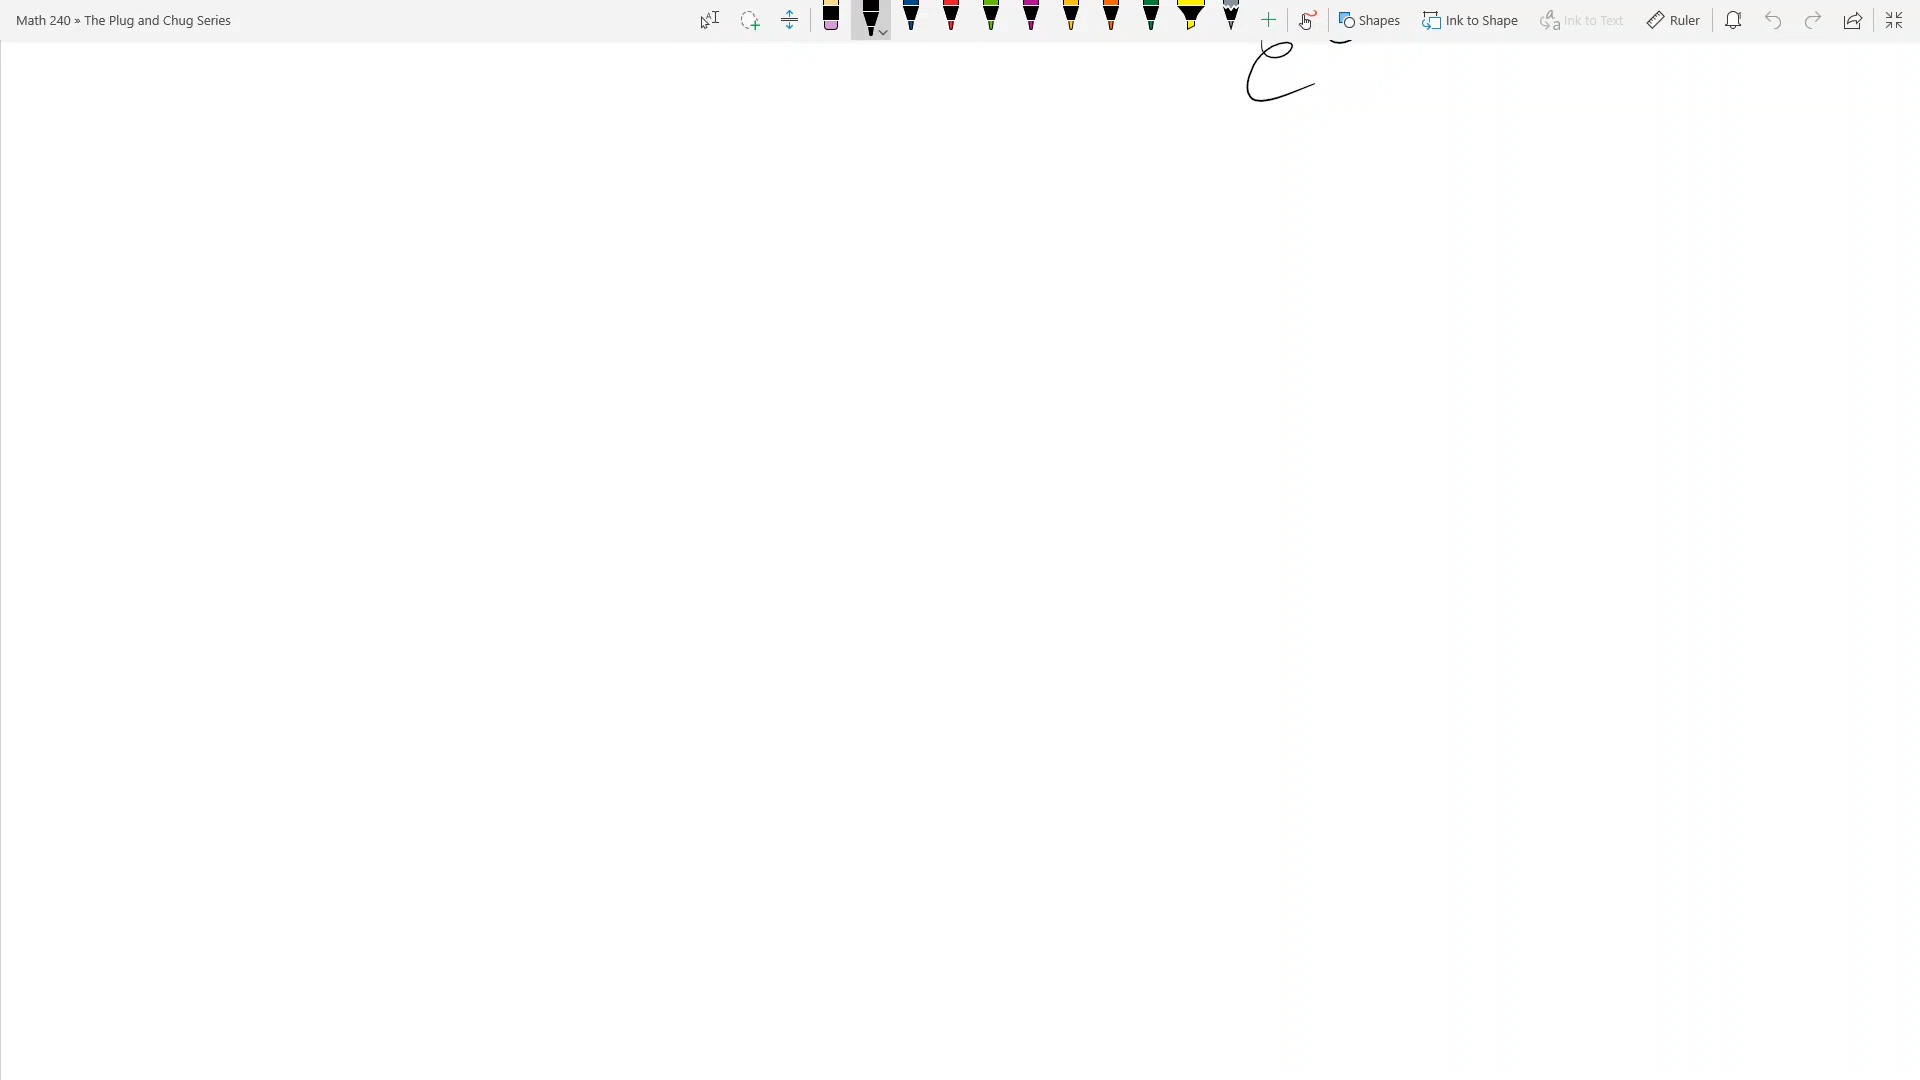 Math 240 » The Plug and Chug Series Shapes Ink to Shape Ink to Text Ruler
e